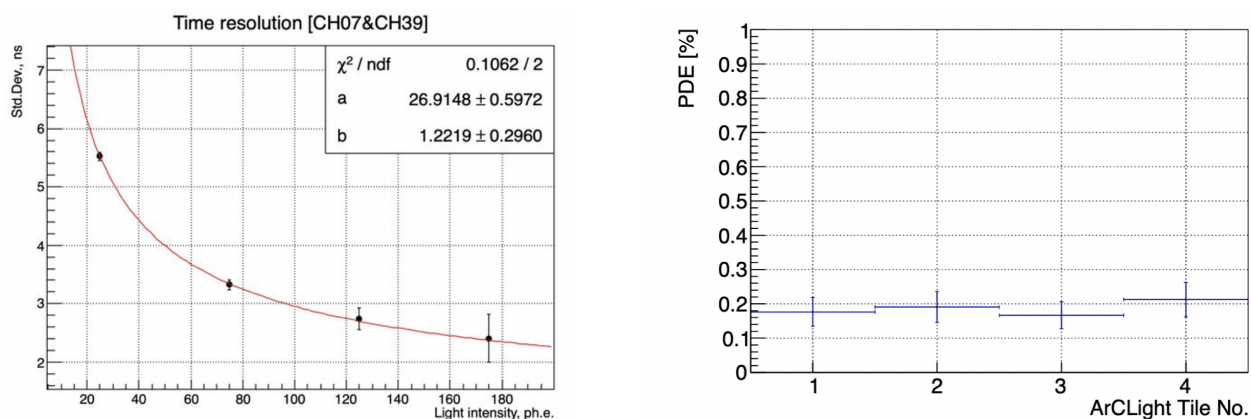 Time resolution [CH07&CH39]
Std.Dev., ns
χ² / ndf 0.1062 / 2
a 26.9148 ± 0.5972
b 1.2219 ± 0.2960
7
6
5
4
3
2
20 40 60 80 100 120 140 160 180
Light intensity, ph.e.
PDE [%]
1
0.9
0.8
0.7
0.6
0.5
0.4
0.3
0.2
0.1
0
1 2 3 4
ArCLight Tile No.